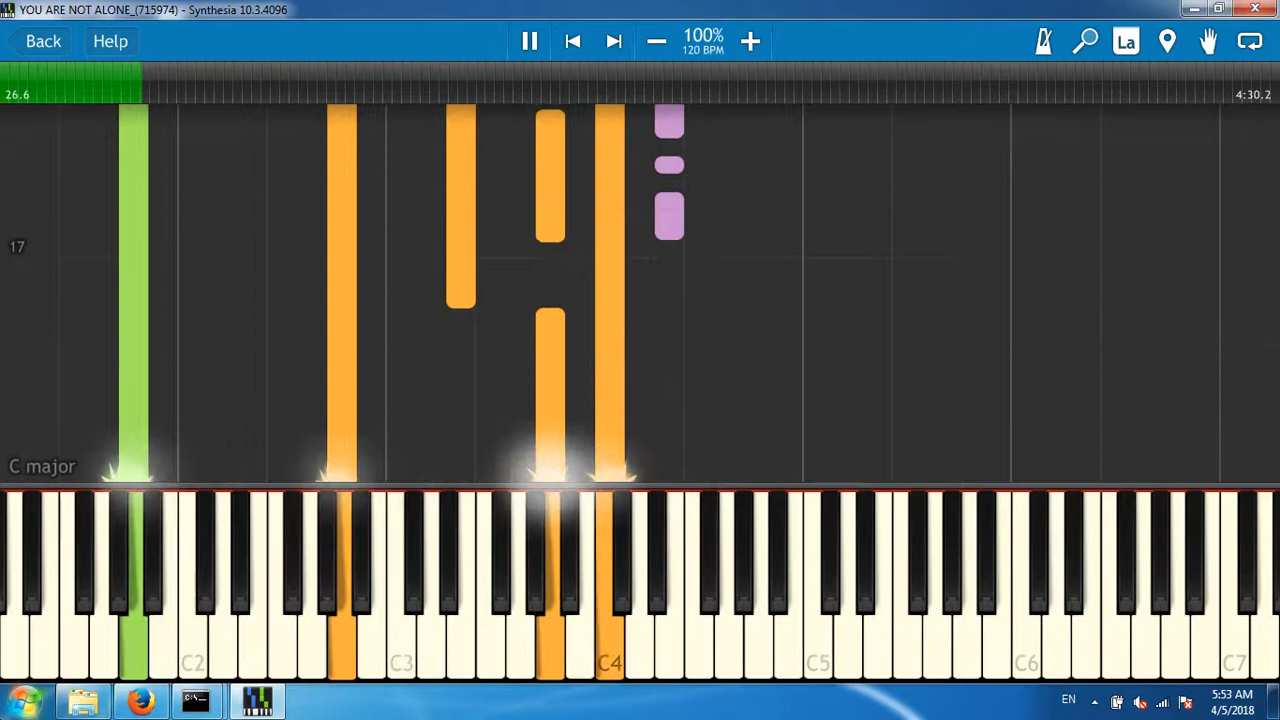 YOU ARE NOT ALONE_(715974) - Synthesia 10.3.4096
Back
Help
100%
120 BPM
La
26.6
4:30.2
17
C major
C2
C3
C4
C5
C6
C7
EN
5:53 AM
4/5/2018